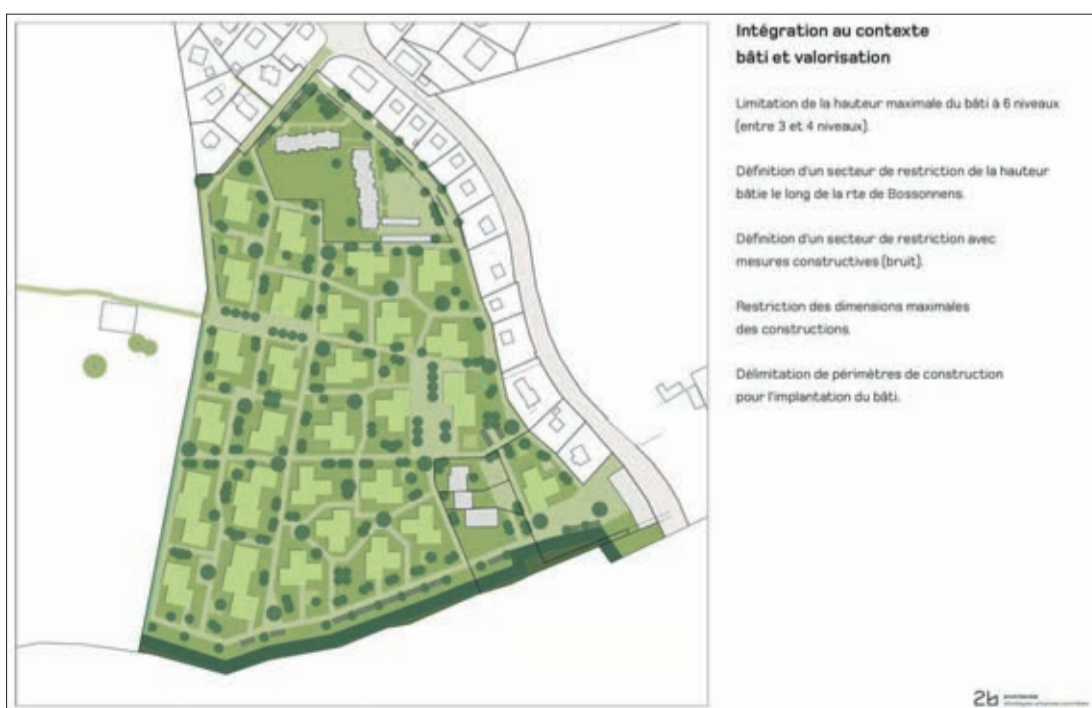 Intégration au contexte
bâti et valorisation
Limitation de la hauteur maximale du bâti à 6 niveaux
(entre 3 et 4 niveaux).
Définition d'un secteur de restriction de la hauteur
bâtie le long de la rte de Bossonnens.
Définition d'un secteur de restriction avec
mesures constructives (bruit).
Restriction des dimensions maximales
des constructions.
Délimitation de périmètres de construction
pour l'implantation du bâti.
2b